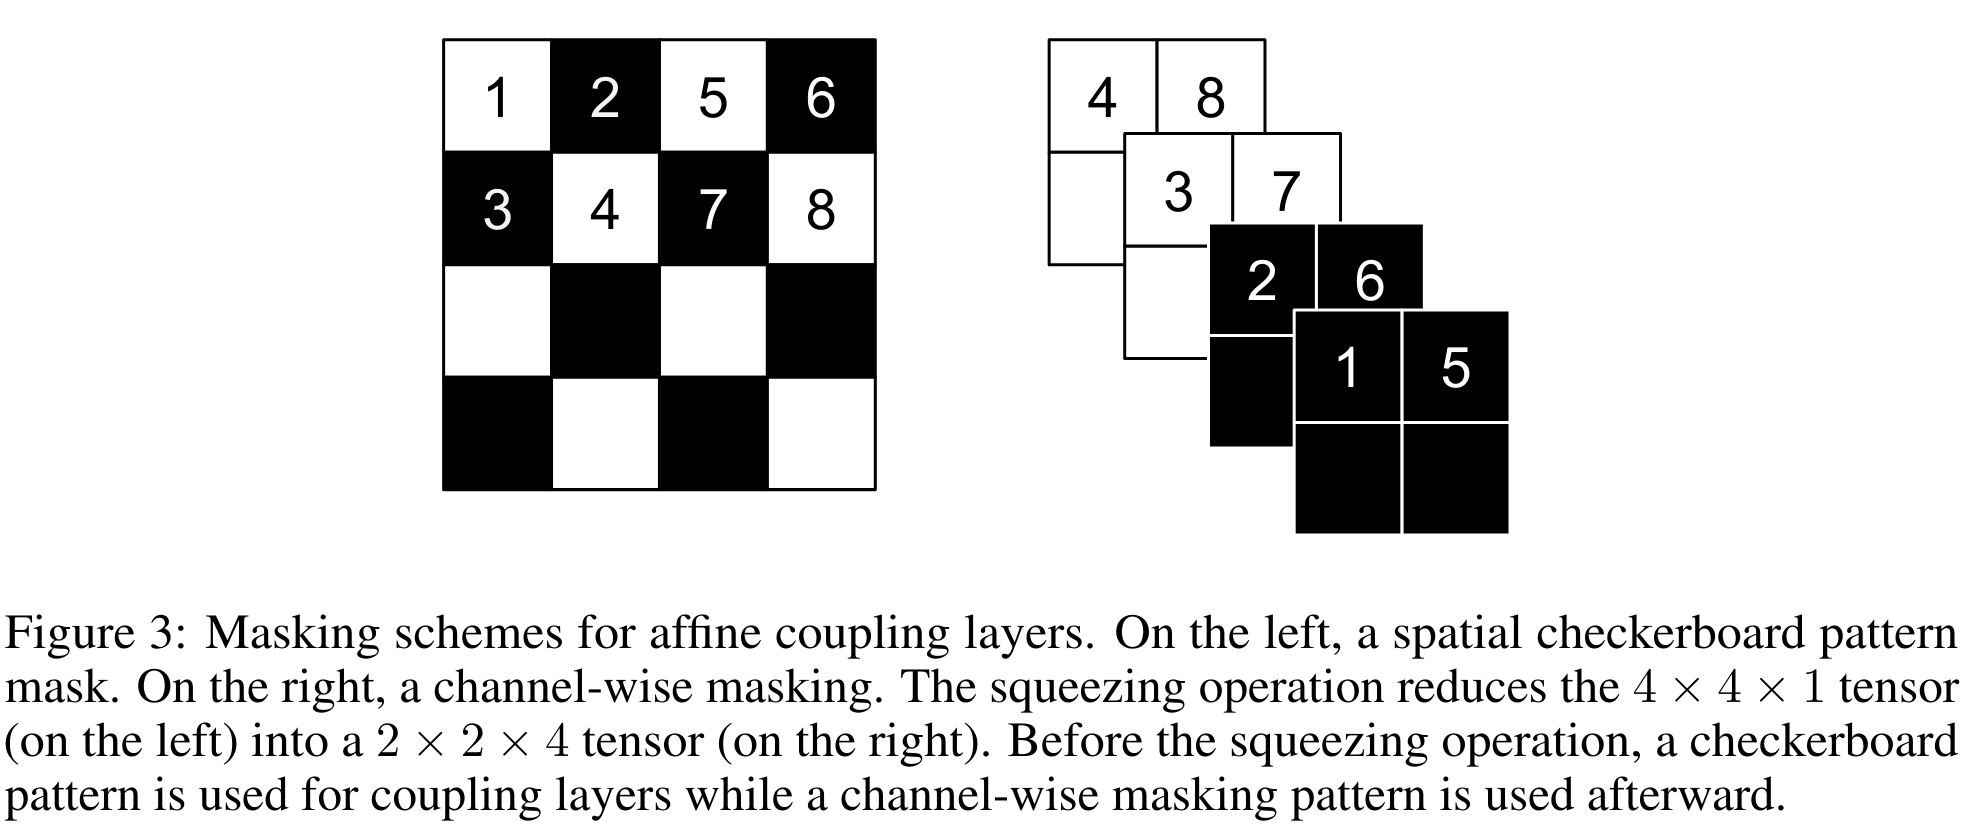 1 2 5 6
3 4 7 8
4 8
3 7
2 6
1 5
Figure 3: Masking schemes for affine coupling layers. On the left, a spatial checkerboard pattern
mask. On the right, a channel-wise masking. The squeezing operation reduces the 4 × 4 × 1 tensor
(on the left) into a 2 × 2 × 4 tensor (on the right). Before the squeezing operation, a checkerboard
pattern is used for coupling layers while a channel-wise masking pattern is used afterward.